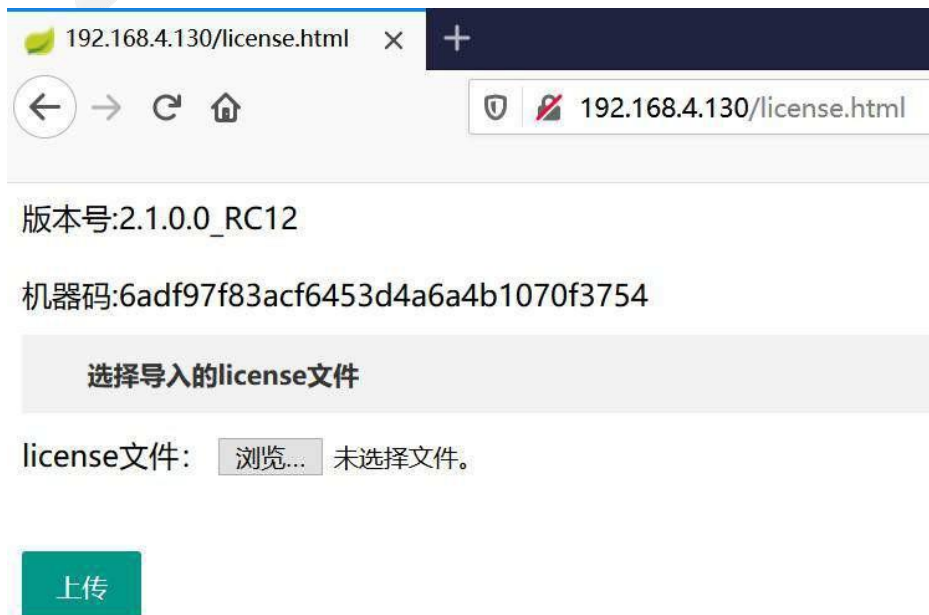 192.168.4.130/license.html
192.168.4.130/license.html
版本号:2.1.0.0_RC12
机器码:6adf97f83acf6453d4a6a4b1070f3754
选择导入的license文件
license文件： 浏览... 未选择文件。
上传